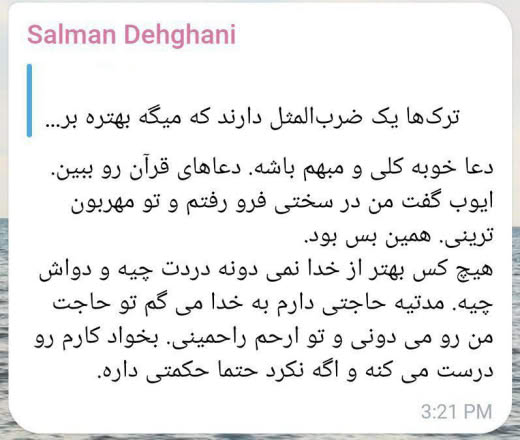 Salman Dehghani
ترک‌ها یک ضرب‌المثل دارند که میگه بهتره بر...
دعا خوبه کلی و مبهم باشه. دعاهای قرآن رو ببین.
ایوب گفت من در سختی فرو رفتم و تو مهربون
ترینی. همین بس بود.
هیچ کس بهتر از خدا نمی دونه دردت چیه و دواش
چیه. مدتیه حاجتی دارم به خدا می گم تو حاجت
من رو می دونی و تو ارحم راحمینی. بخواد کارم رو
درست می کنه و اگه نکرد حتما حکمتی داره.
3:21 PM